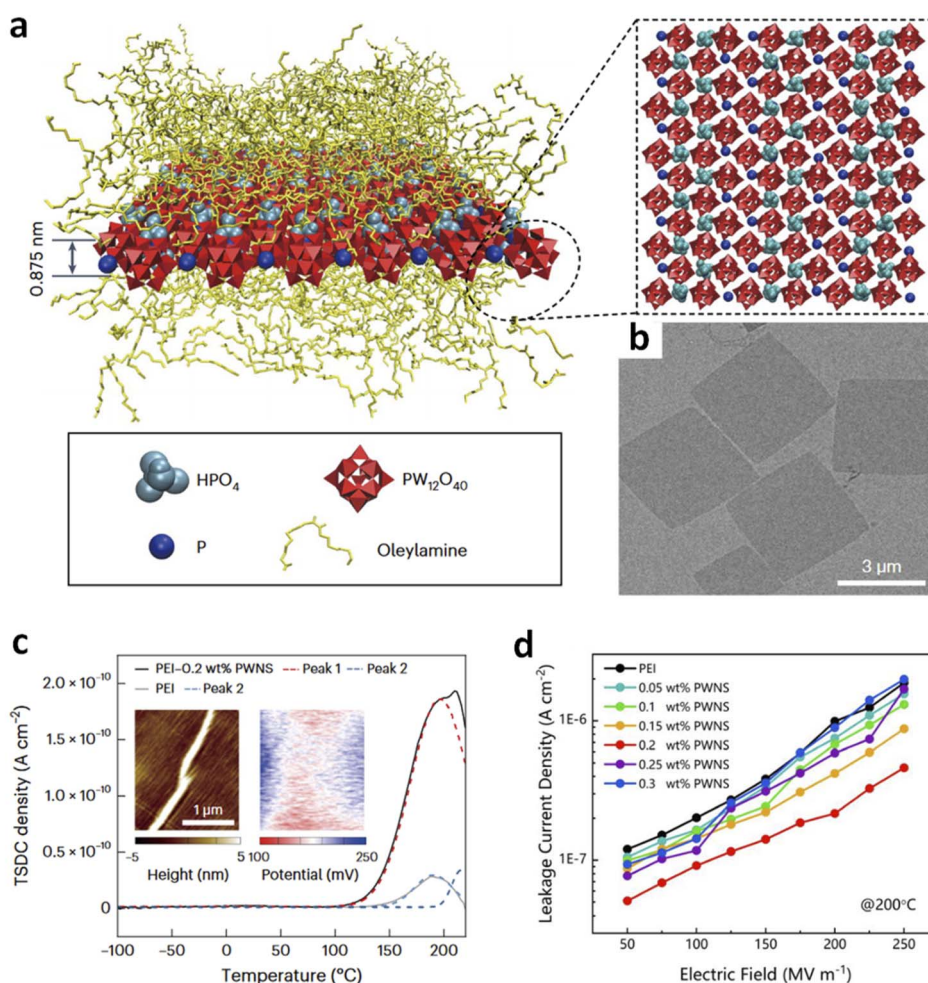 a
0.875 nm
HPO₄
PW₁₂O₄₀
P
Oleylamine
b
3 μm
c
PEI–0.2 wt% PWNS Peak 1 Peak 2
PEI Peak 2
2.0 × 10⁻¹⁰
1.5 × 10⁻¹⁰
1.0 × 10⁻¹⁰
0.5 × 10⁻¹⁰
0
TSDC density (A cm⁻²)
1 μm
–5 5
Height (nm)
100 250
Potential (mV)
–100 –50 0 50 100 150 200
Temperature (°C)
d
PEI
0.05 wt% PWNS
0.1 wt% PWNS
0.15 wt% PWNS
0.2 wt% PWNS
0.25 wt% PWNS
0.3 wt% PWNS
1E-6
1E-7
Leakage Current Density (A cm⁻²)
@200°C
50 100 150 200 250
Electric Field (MV m⁻¹)